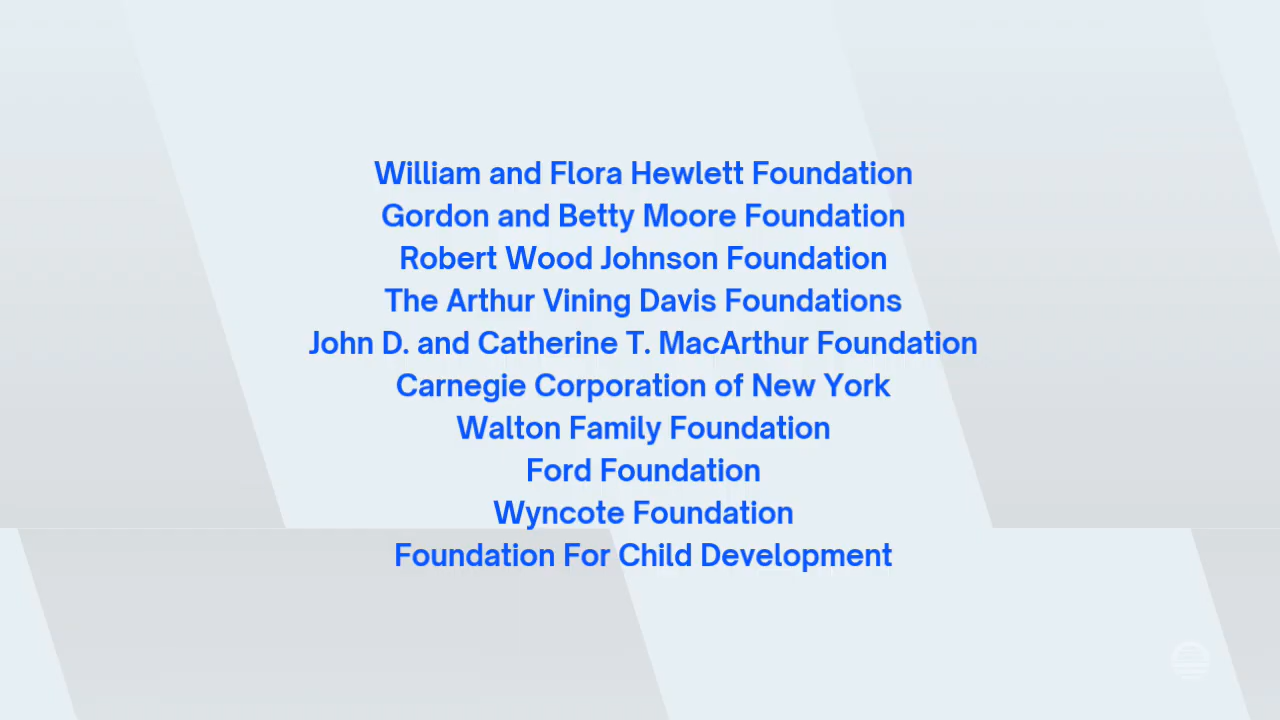 William and Flora Hewlett Foundation
Gordon and Betty Moore Foundation
Robert Wood Johnson Foundation
The Arthur Vining Davis Foundations
John D. and Catherine T. MacArthur Foundation
Carnegie Corporation of New York
Walton Family Foundation
Ford Foundation
Wyncote Foundation
Foundation For Child Development